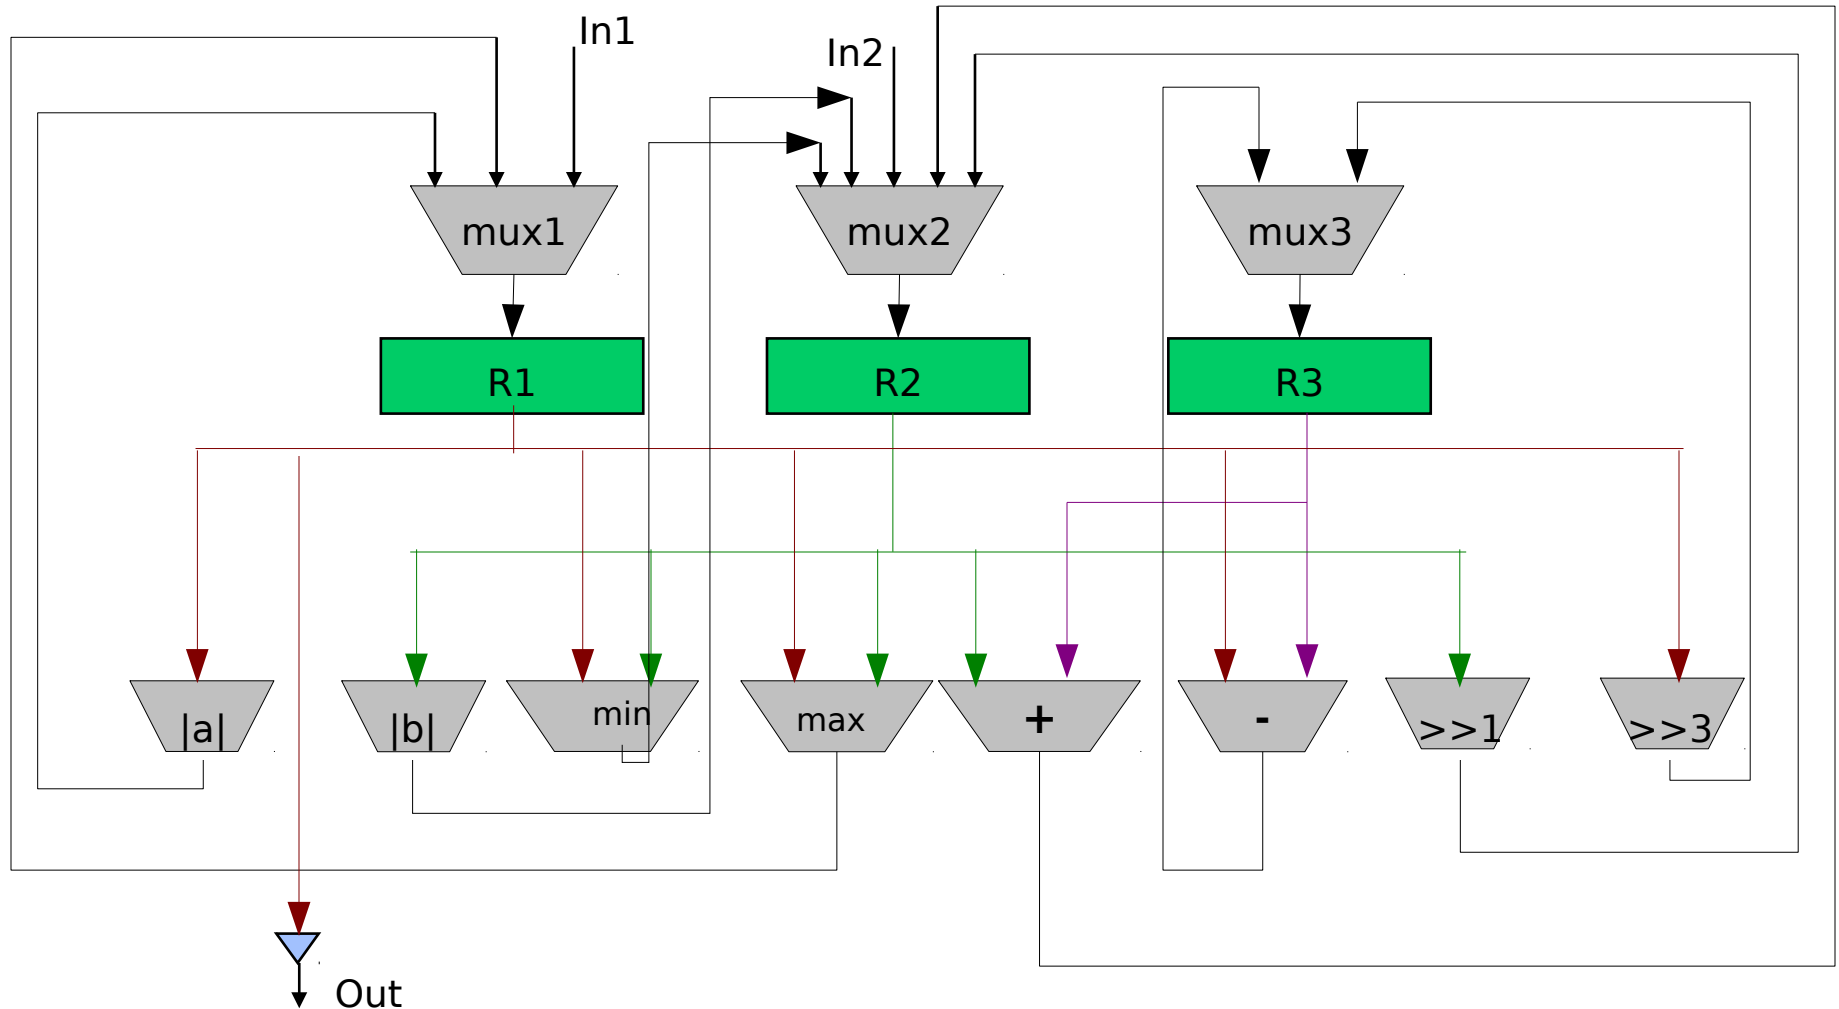 In1
In2
mux1
mux2
mux3
R1
R2
R3
|a|
|b|
min
max
+
-
>>1
>>3
Out